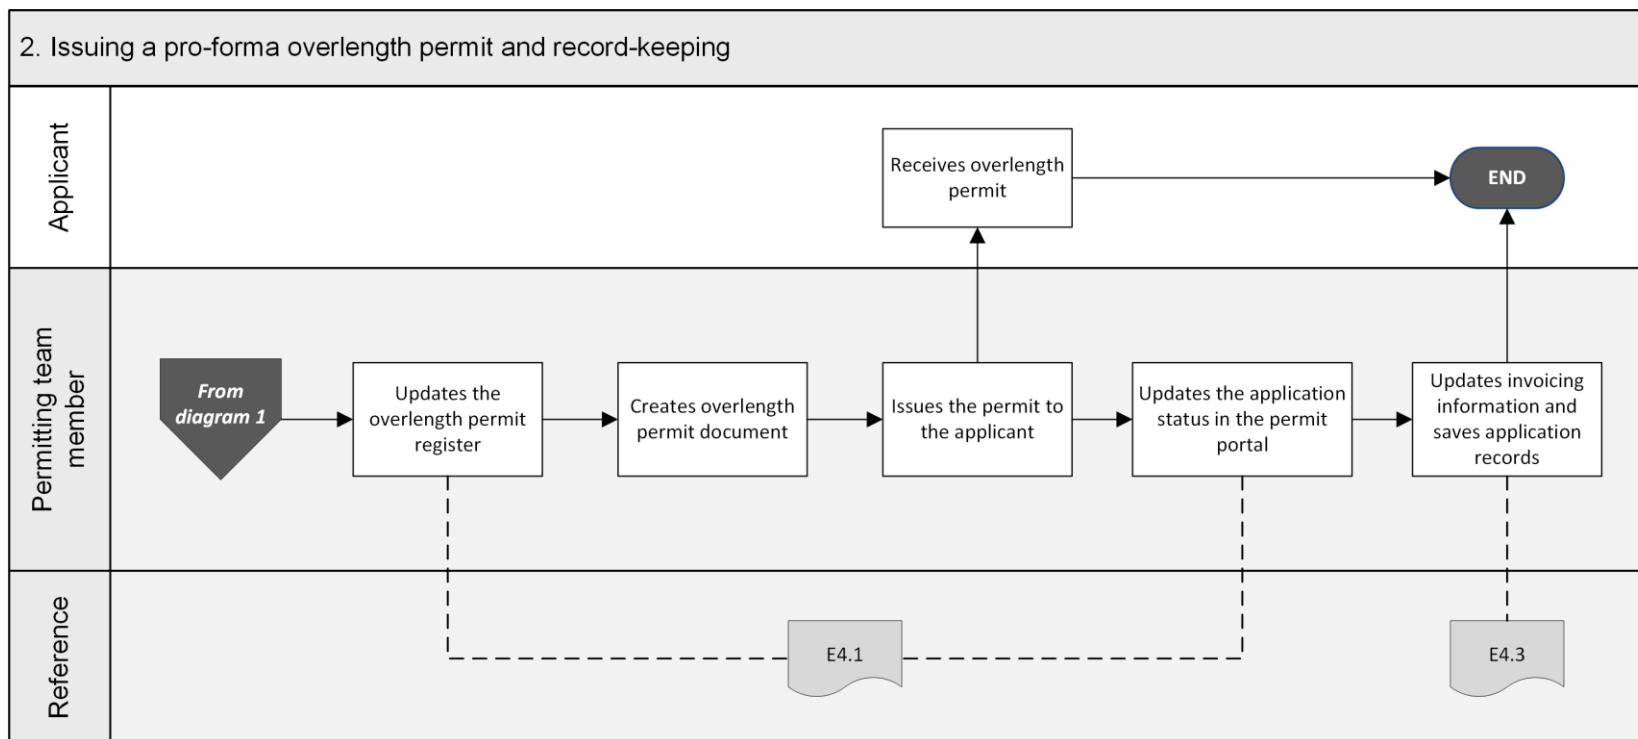 2. Issuing a pro-forma overlength permit and record-keeping
Applicant
Receives overlength
permit
END
Permitting team
member
From
diagram 1
Updates the
overlength permit
register
Creates overlength
permit document
Issues the permit to
the applicant
Updates the application
status in the permit
portal
Updates invoicing
information and
saves application
records
Reference
E4.1
E4.3